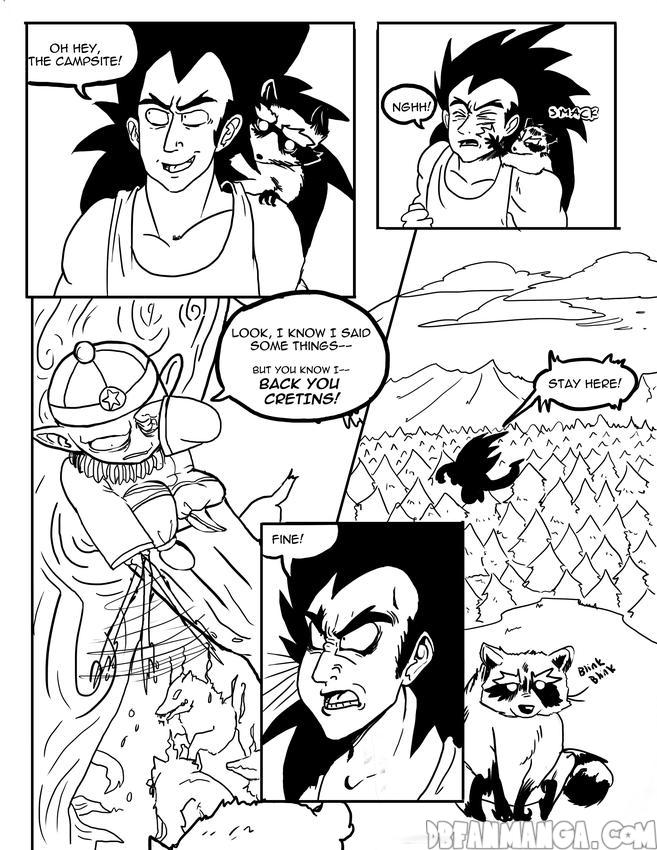 OH HEY,
THE CAMPSITE!
NGHH!
SMACK
LOOK, I KNOW I SAID
SOME THINGS--
BUT YOU KNOW I--
BACK YOU
CRETINS!
STAY HERE!
FINE!
Blink
Blink
DBFANMANGA.COM